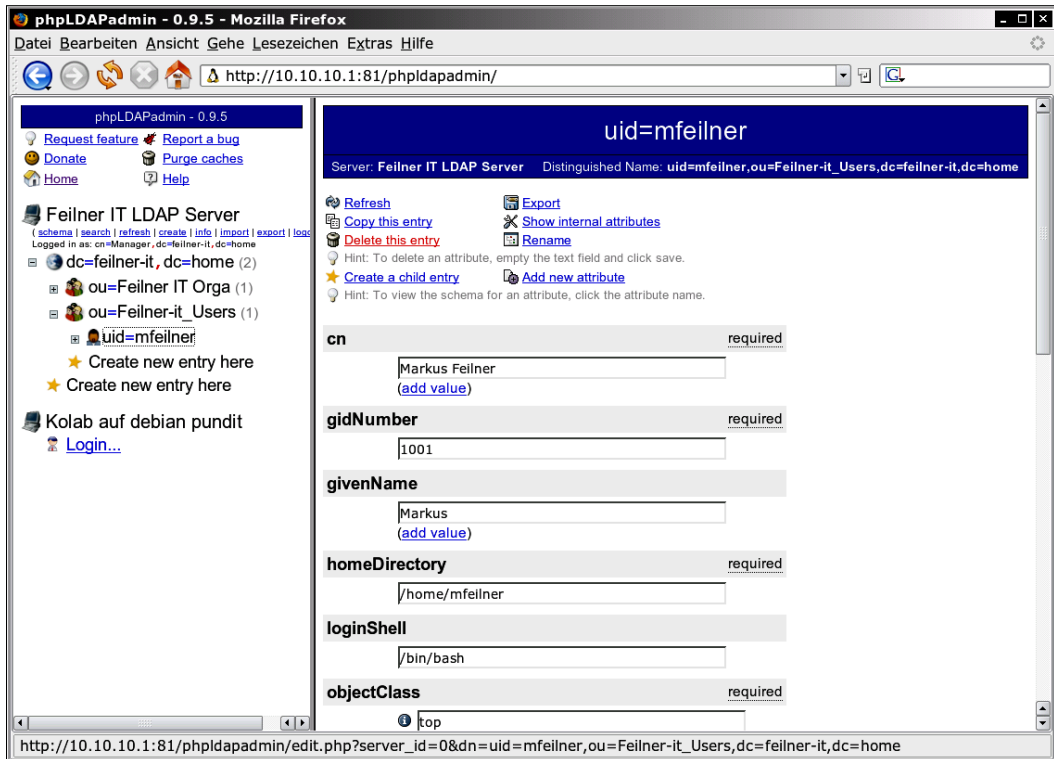 phpLDAPadmin - 0.9.5 - Mozilla Firefox
Datei Bearbeiten Ansicht Gehe Lesezeichen Extras Hilfe
http://10.10.10.1:81/phpldapadmin/
phpLDAPadmin - 0.9.5
Request feature Report a bug
Donate Purge caches
Home Help
Feilner IT LDAP Server
( schema | search | refresh | create | info | import | export |
Logged in as: cn=Manager,dc=feilner-it,dc=home
dc=feilner-it,dc=home (2)
ou=Feilner IT Orga (1)
ou=Feilner-it_Users (1)
uid=mfeilner
Create new entry here
Create new entry here
Kolab auf debian pundit
Login...
uid=mfeilner
Server: Feilner IT LDAP Server Distinguished Name: uid=mfeilner,ou=Feilner-it_Users,dc=feilner-it,dc=home
Refresh Export
Copy this entry Show internal attributes
Delete this entry Rename
Hint: To delete an attribute, empty the text field and click save.
Create a child entry Add new attribute
Hint: To view the schema for an attribute, click the attribute name.
cn required
Markus Feilner
(add value)
gidNumber required
1001
givenName
Markus
(add value)
homeDirectory required
/home/mfeilner
loginShell
/bin/bash
objectClass required
top
http://10.10.10.1:81/phpldapadmin/edit.php?server_id=0&dn=uid=mfeilner,ou=Feilner-it_Users,dc=feilner-it,dc=home